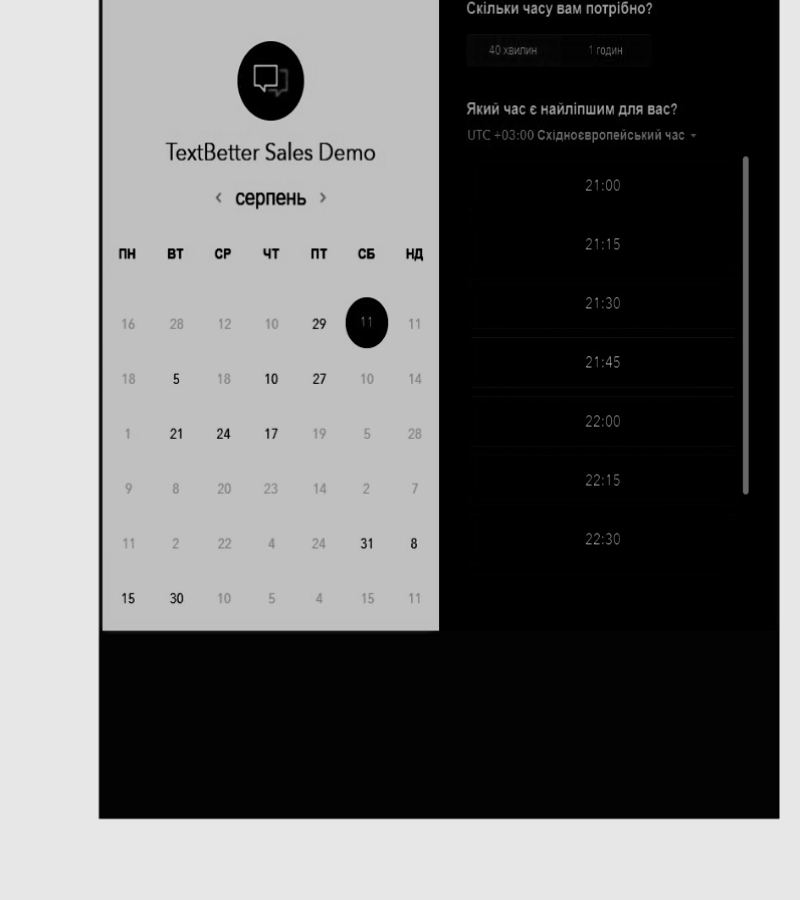 TextBetter Sales Demo
серпень
ПН ВТ СР ЧТ ПТ СБ НД
16 28 12 10 29 11 11
18 5 18 10 27 10 14
1 21 24 17 19 5 28
9 8 20 23 14 2 7
11 2 22 4 24 31 8
15 30 10 5 4 15 11
Скільки часу вам потрібно?
40 хвилин 1 годин
Який час є найліпшим для вас?
UTC +03:00 Східноєвропейський час
21:00
21:15
21:30
21:45
22:00
22:15
22:30